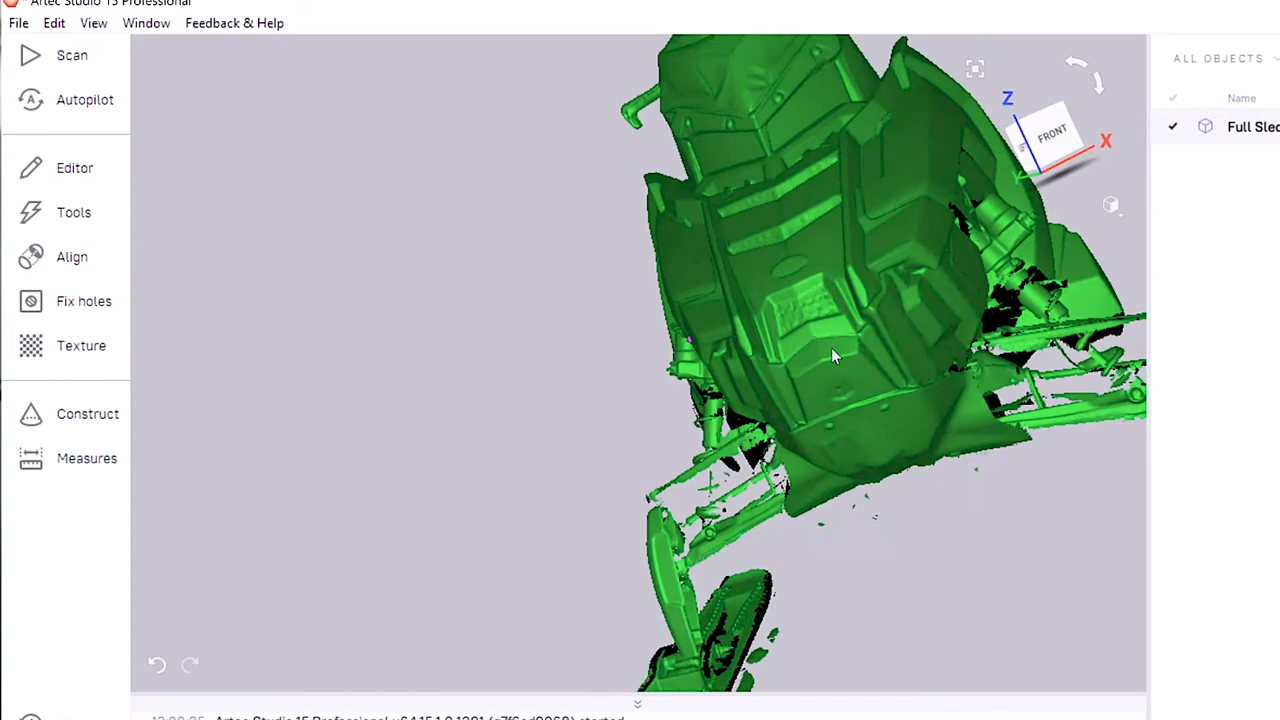 Artec Studio 15 Professional
File Edit View Window Feedback & Help
Scan
Autopilot
Editor
Tools
Align
Fix holes
Texture
Construct
Measures
Z
FRONT
X
ALL OBJECTS
Name
Full Sled